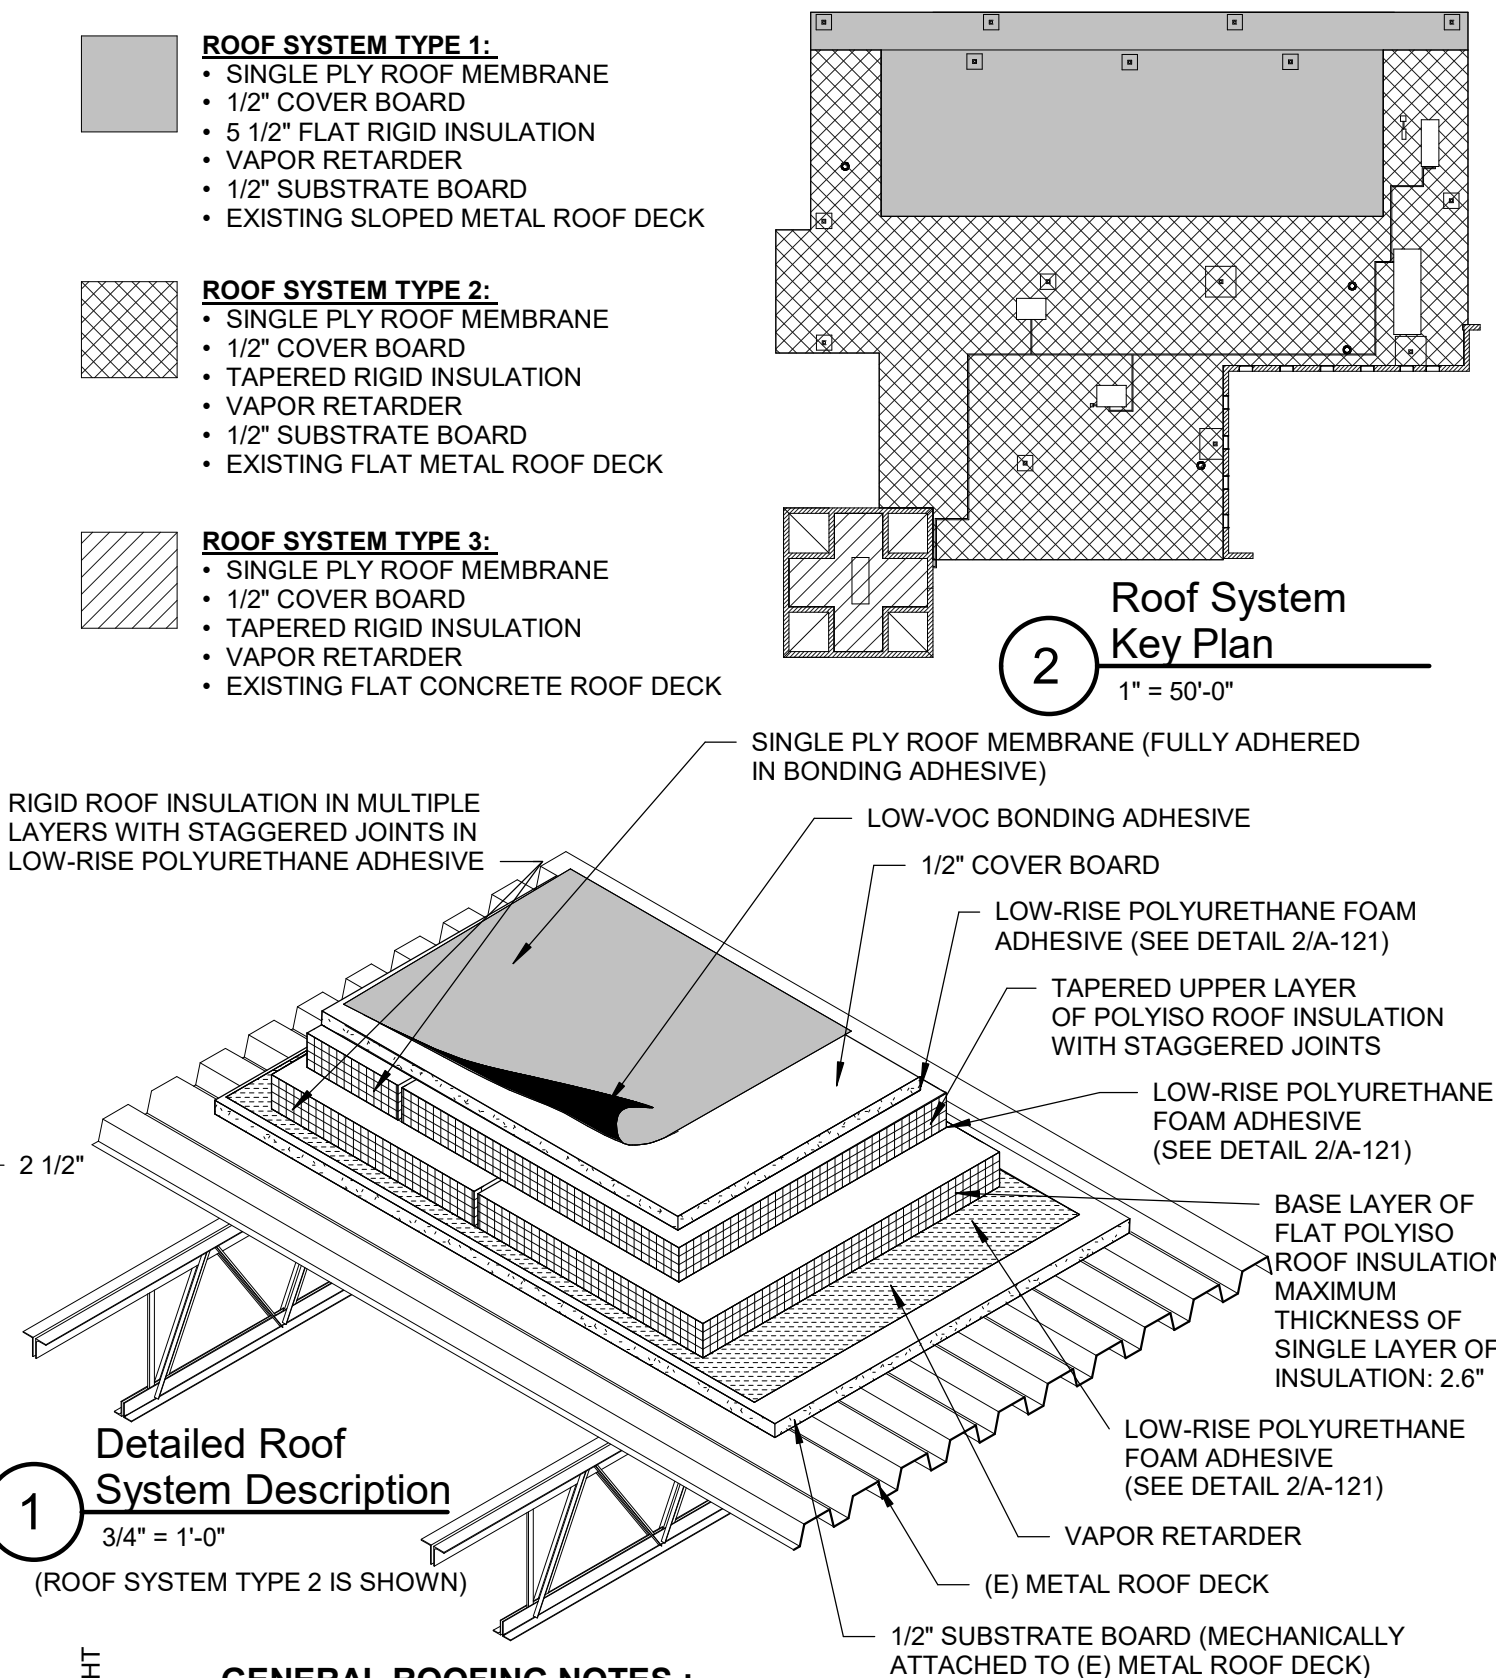 ROOF SYSTEM TYPE 1:
• SINGLE PLY ROOF MEMBRANE
• 1/2" COVER BOARD
• 5 1/2" FLAT RIGID INSULATION
• VAPOR RETARDER
• 1/2" SUBSTRATE BOARD
• EXISTING SLOPED METAL ROOF DECK
ROOF SYSTEM TYPE 2:
• SINGLE PLY ROOF MEMBRANE
• 1/2" COVER BOARD
• TAPERED RIGID INSULATION
• VAPOR RETARDER
• 1/2" SUBSTRATE BOARD
• EXISTING FLAT METAL ROOF DECK
ROOF SYSTEM TYPE 3:
• SINGLE PLY ROOF MEMBRANE
• 1/2" COVER BOARD
• TAPERED RIGID INSULATION
• VAPOR RETARDER
• EXISTING FLAT CONCRETE ROOF DECK
2
Roof System
Key Plan
1" = 50'-0"
SINGLE PLY ROOF MEMBRANE (FULLY ADHERED
IN BONDING ADHESIVE)
RIGID ROOF INSULATION IN MULTIPLE
LAYERS WITH STAGGERED JOINTS IN
LOW-RISE POLYURETHANE ADHESIVE
LOW-VOC BONDING ADHESIVE
1/2" COVER BOARD
LOW-RISE POLYURETHANE FOAM
ADHESIVE (SEE DETAIL 2/A-121)
TAPERED UPPER LAYER
OF POLYISO ROOF INSULATION
WITH STAGGERED JOINTS
LOW-RISE POLYURETHANE
FOAM ADHESIVE
(SEE DETAIL 2/A-121)
2 1/2"
BASE LAYER OF
FLAT POLYISO
ROOF INSULATION
MAXIMUM
THICKNESS OF
SINGLE LAYER OF
INSULATION: 2.6"
LOW-RISE POLYURETHANE
FOAM ADHESIVE
(SEE DETAIL 2/A-121)
VAPOR RETARDER
(E) METAL ROOF DECK
1/2" SUBSTRATE BOARD (MECHANICALLY
ATTACHED TO (E) METAL ROOF DECK)
1
Detailed Roof
System Description
3/4" = 1'-0"
(ROOF SYSTEM TYPE 2 IS SHOWN)
HT
GENERAL ROOFING NOTES :